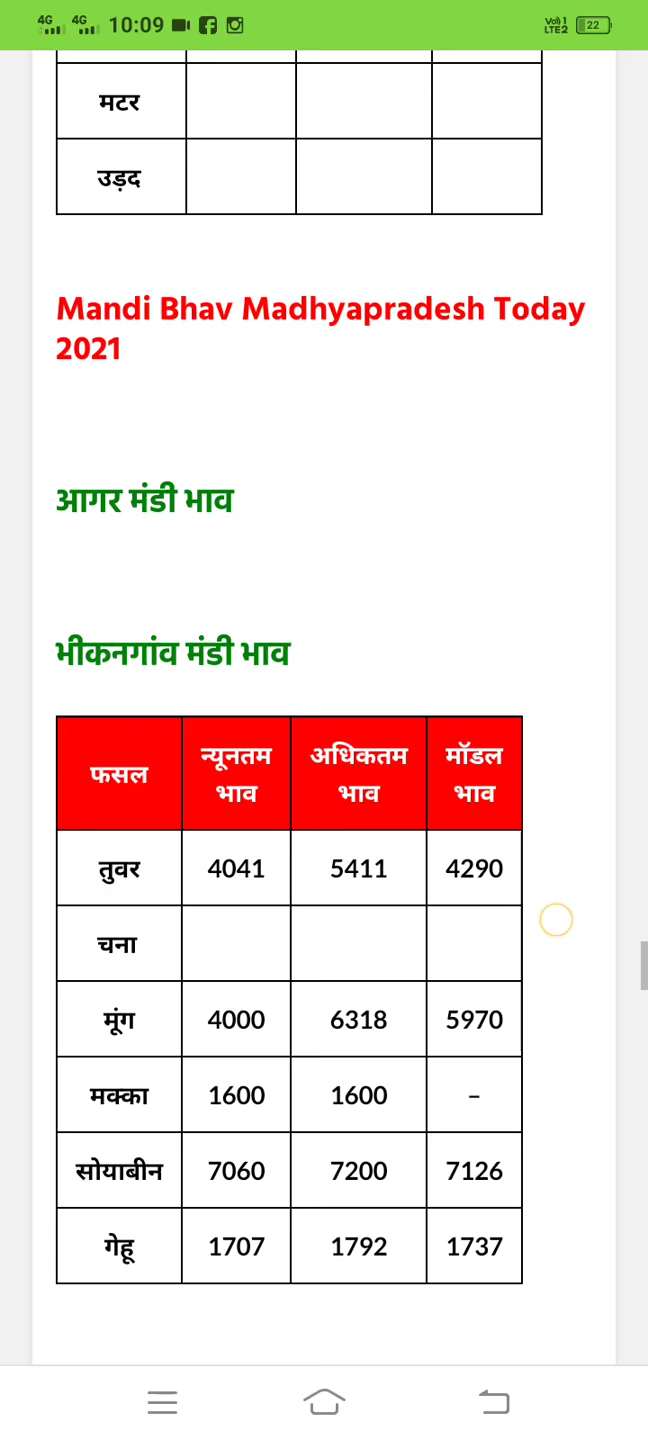 4G 4G 10:09 Vo) 1 LTE2 22
मटर
उड़द
Mandi Bhav Madhyapradesh Today
2021
आगर मंडी भाव
भीकनगांव मंडी भाव
फसल न्यूनतम भाव अधिकतम भाव मॉडल भाव
तुवर 4041 5411 4290
चना
मूंग 4000 6318 5970
मक्का 1600 1600 –
सोयाबीन 7060 7200 7126
गेहू 1707 1792 1737